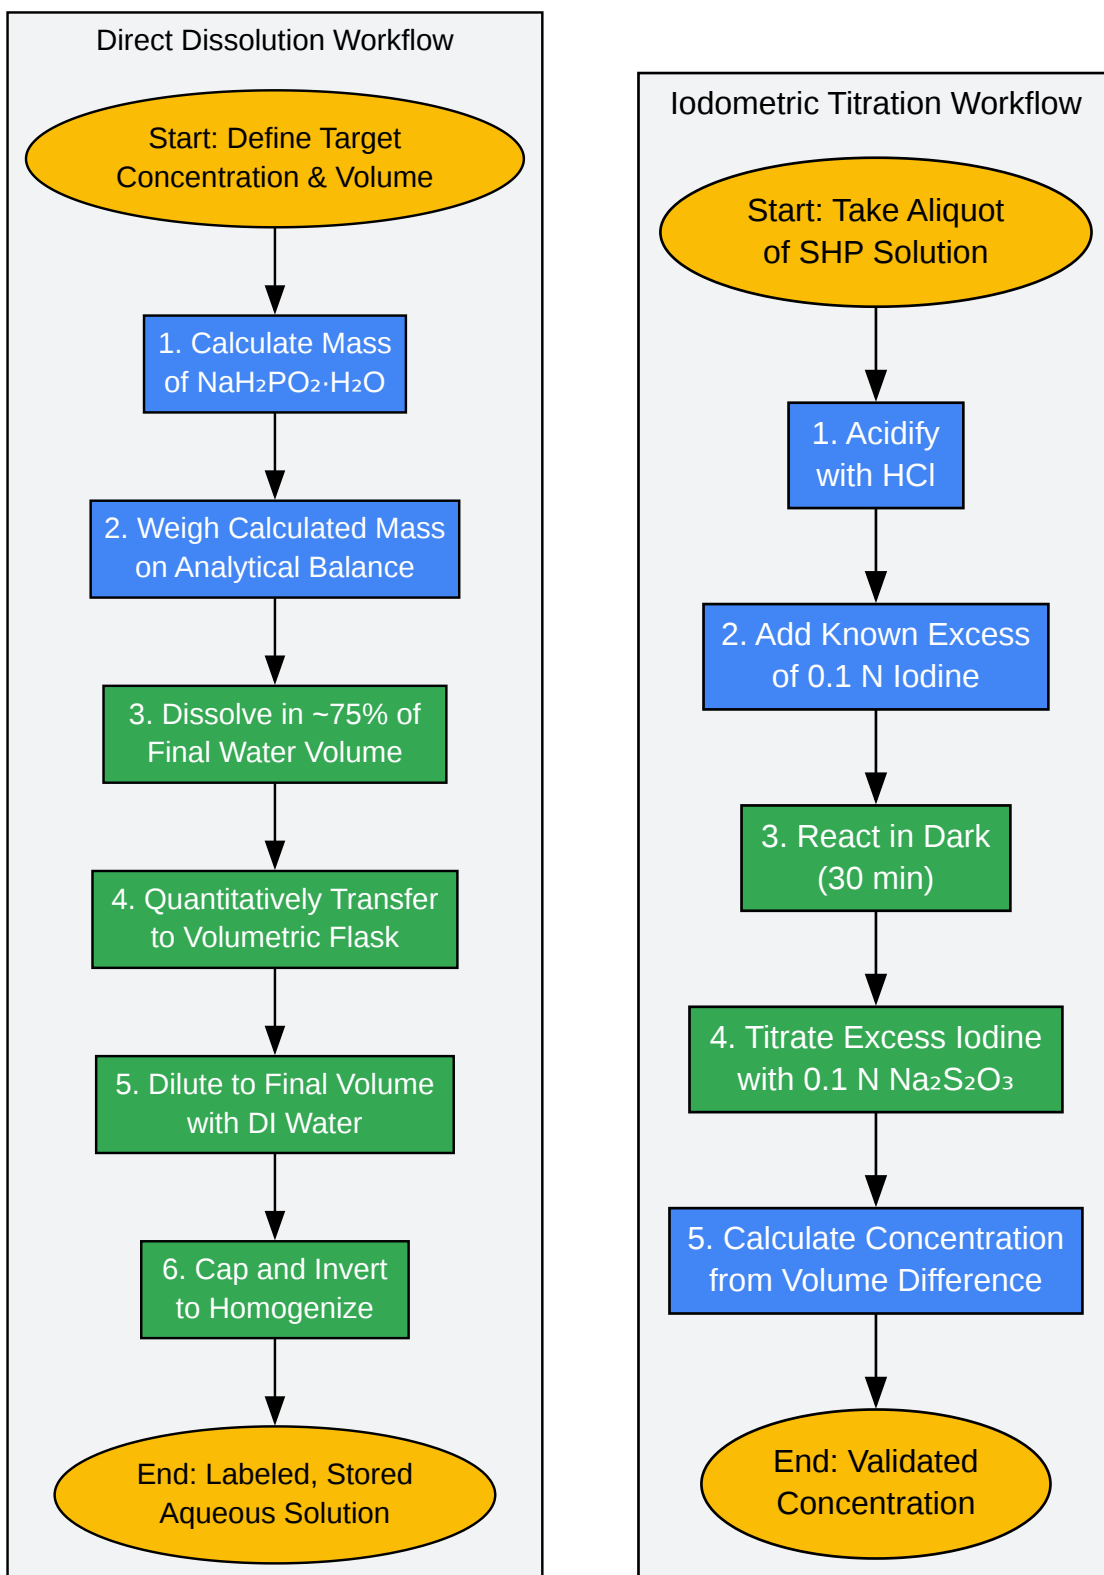 Direct Dissolution Workflow
Start: Define Target
Concentration & Volume
1. Calculate Mass
of NaH₂PO₂·H₂O
2. Weigh Calculated Mass
on Analytical Balance
3. Dissolve in ~75% of
Final Water Volume
4. Quantitatively Transfer
to Volumetric Flask
5. Dilute to Final Volume
with DI Water
6. Cap and Invert
to Homogenize
End: Labeled, Stored
Aqueous Solution
Iodometric Titration Workflow
Start: Take Aliquot
of SHP Solution
1. Acidify
with HCl
2. Add Known Excess
of 0.1 N Iodine
3. React in Dark
(30 min)
4. Titrate Excess Iodine
with 0.1 N Na₂S₂O₃
5. Calculate Concentration
from Volume Difference
End: Validated
Concentration